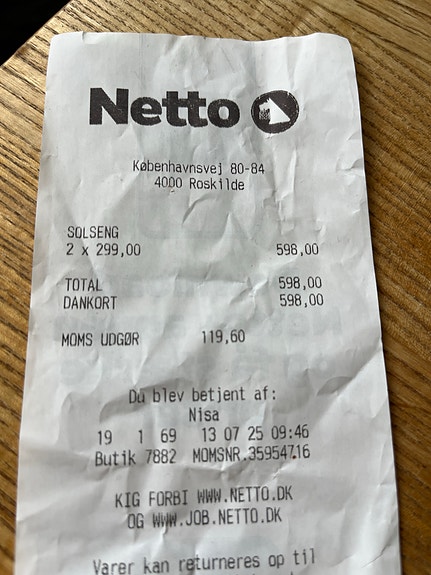 Netto
Københavnsvej 80-84
4000 Roskilde
SOLSENG
2 x 299,00 598,00
TOTAL 598,00
DANKORT 598,00
MOMS UDGØR 119,60
Du blev betjent af:
Nisa
19 1 69 13 07 25 09:46
Butik 7882 MOMSNR.35954716
KIG FORBI WWW.NETTO.DK
OG WWW.JOB.NETTO.DK
Varer kan returneres op til